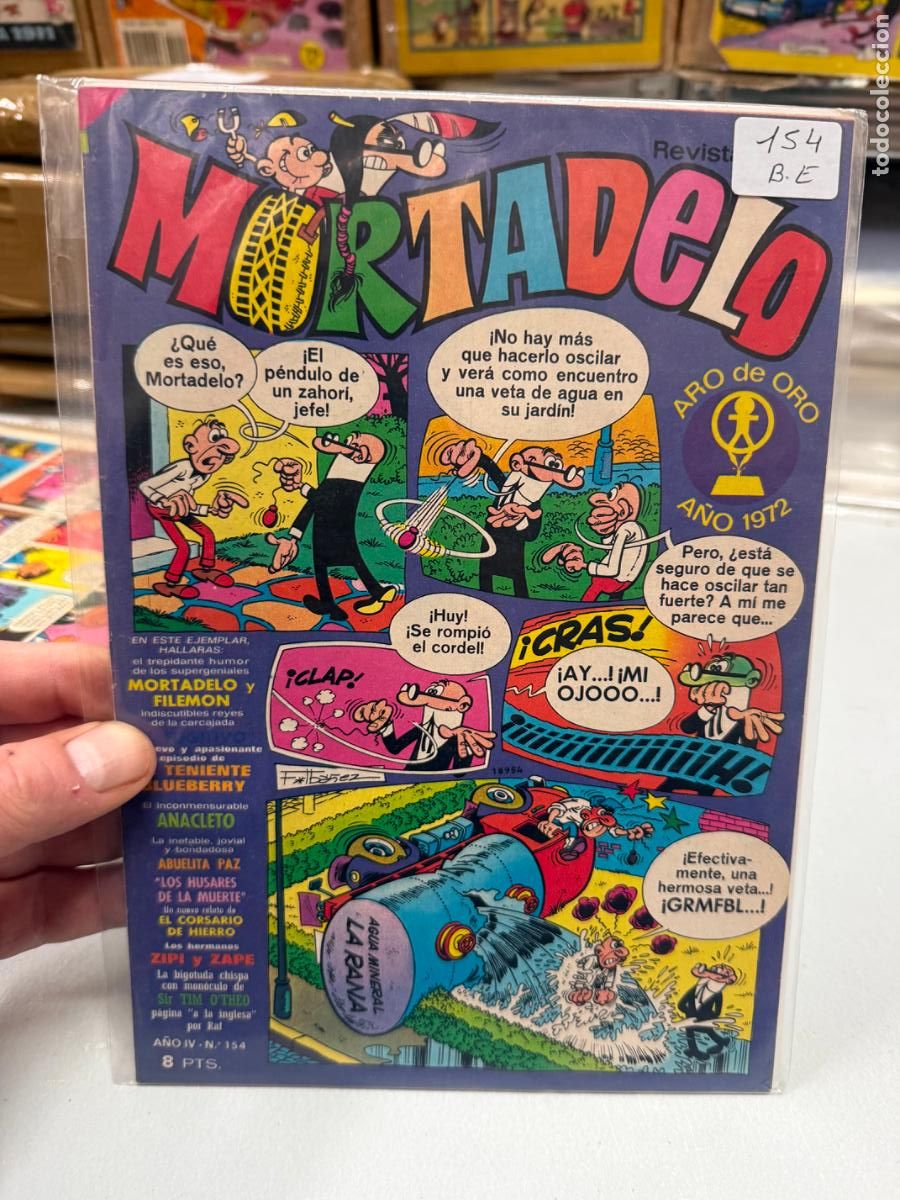 Revista
154
B.E
MORTADELO
¿Qué
es eso,
Mortadelo?
¡El
péndulo de
un zahorí,
jefe!
¡No hay más
que hacerlo oscilar
y verá como encuentro
una veta de agua en
su jardín!
ARO de ORO
AÑO 1972
¡Huy!
¡Se rompió
el cordel!
¡CLAP!
Pero, ¿está
seguro de que se
hace oscilar tan
fuerte? A mí me
parece que...
¡CRAS!
¡AY...! ¡MI
OJOOO...!
18954
EN ESTE EJEMPLAR,
HALLARAS:
el trepidante humor
de los supergeniales
MORTADELO y
FILEMON
indiscutibles reyes
de la carcajada
y apasionante
episodio de
TENIENTE
BLUEBERRY
El inconmensurable
ANACLETO
La inefable, jovial
y bondadosa
ABUELITA PAZ
"LOS HUSARES
DE LA MUERTE"
Un nuevo relato de
EL CORSARIO
DE HIERRO
Los hermanos
ZIPI y ZAPE
La bigotuda chispa
con monóculo de
Sir TIM O'THEO
página "a la inglesa"
por Raf
AÑO IV - N.º 154
8 PTS.
¡Efectiva-
mente, una
hermosa veta...!
¡GRMFBL...!
AGUA MINERAL
LA RANA
todocoleccion